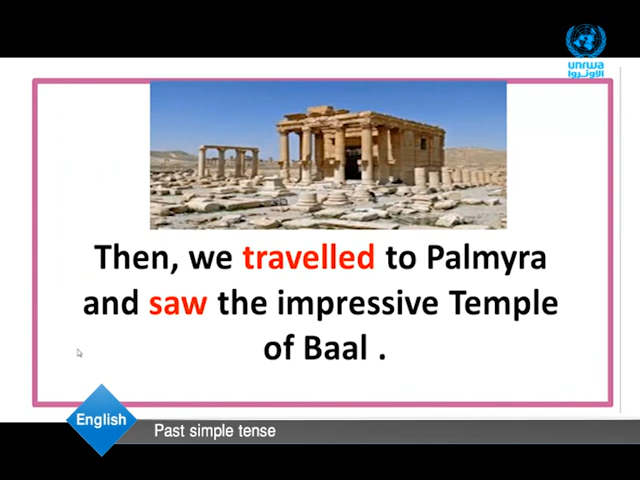 unrwa
الأونروا
Then, we travelled to Palmyra
and saw the impressive Temple
of Baal .
English
Past simple tense